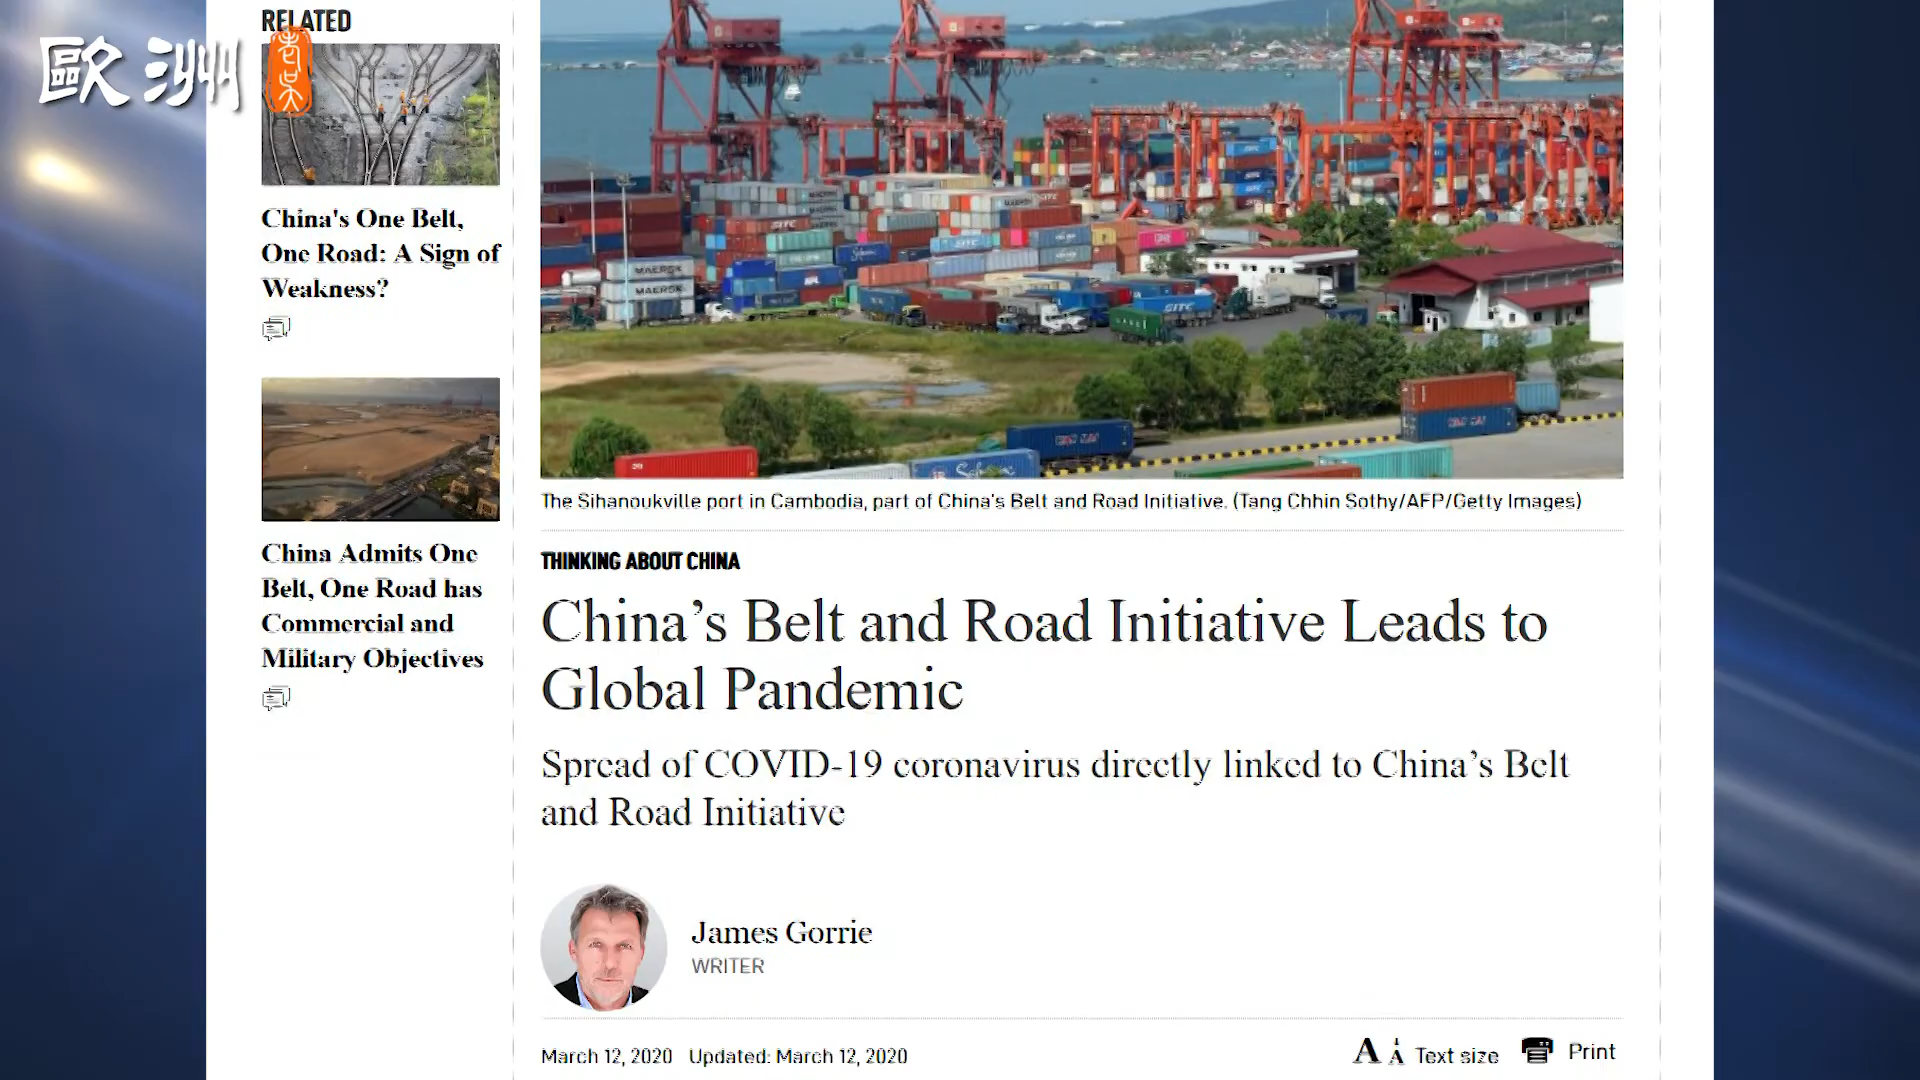 歐洲
RELATED
China's One Belt,
One Road: A Sign of
Weakness?
China Admits One
Belt, One Road has
Commercial and
Military Objectives
MAERSK
MAERSK
SITC
The Sihanoukville port in Cambodia, part of China's Belt and Road Initiative. (Tang Chhin Sothy/AFP/Getty Images)
THINKING ABOUT CHINA
China’s Belt and Road Initiative Leads to
Global Pandemic
Spread of COVID-19 coronavirus directly linked to China’s Belt
and Road Initiative
James Gorrie
WRITER
March 12, 2020 Updated: March 12, 2020
A A Text size Print